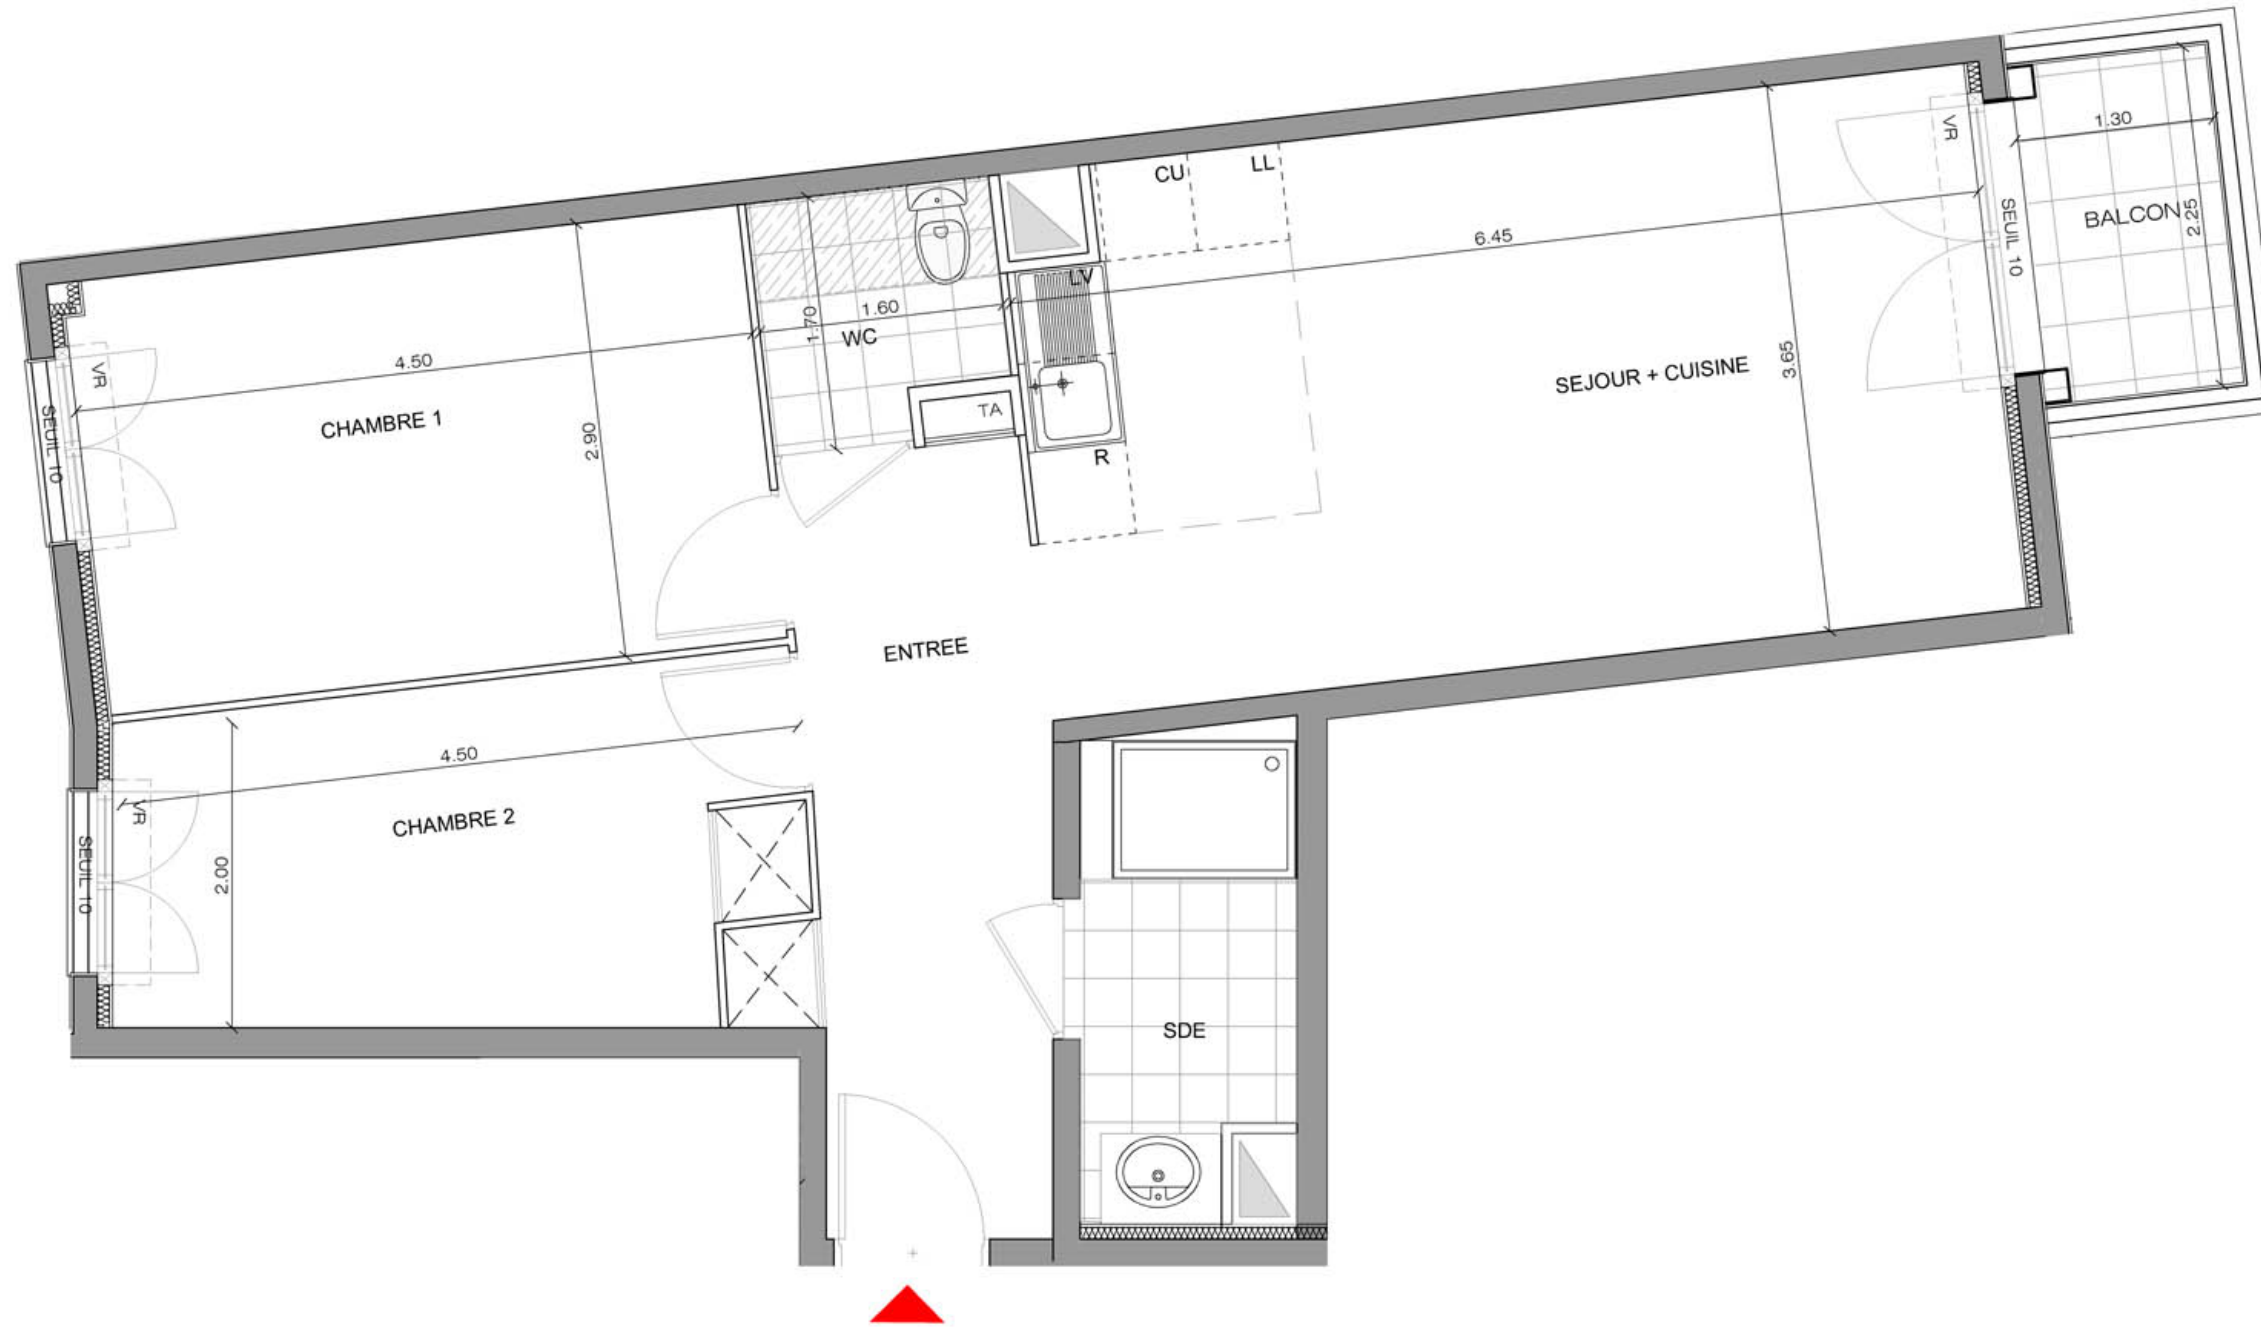 CU
LL
VR
1.30
BALCON
2.25
SEUIL 10
6.45
LV
1.60
1.70
WC
VR
4.50
SEUIL 10
CHAMBRE 1
2.90
TA
R
SEJOUR + CUISINE
3.65
ENTREE
4.50
VR
CHAMBRE 2
SEUIL 10
2.00
SDE